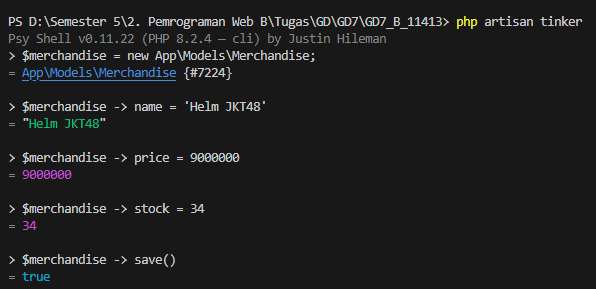 PS D:\Semester 5\2. Pemrograman Web B\Tugas\GD\GD7\GD7_B_11413> php artisan tinker
Psy Shell v0.11.22 (PHP 8.2.4 — cli) by Justin Hileman
> $merchandise = new App\Models\Merchandise;
= App\Models\Merchandise {#7224}
> $merchandise -> name = 'Helm JKT48'
= "Helm JKT48"
> $merchandise -> price = 9000000
= 9000000
> $merchandise -> stock = 34
= 34
> $merchandise -> save()
= true